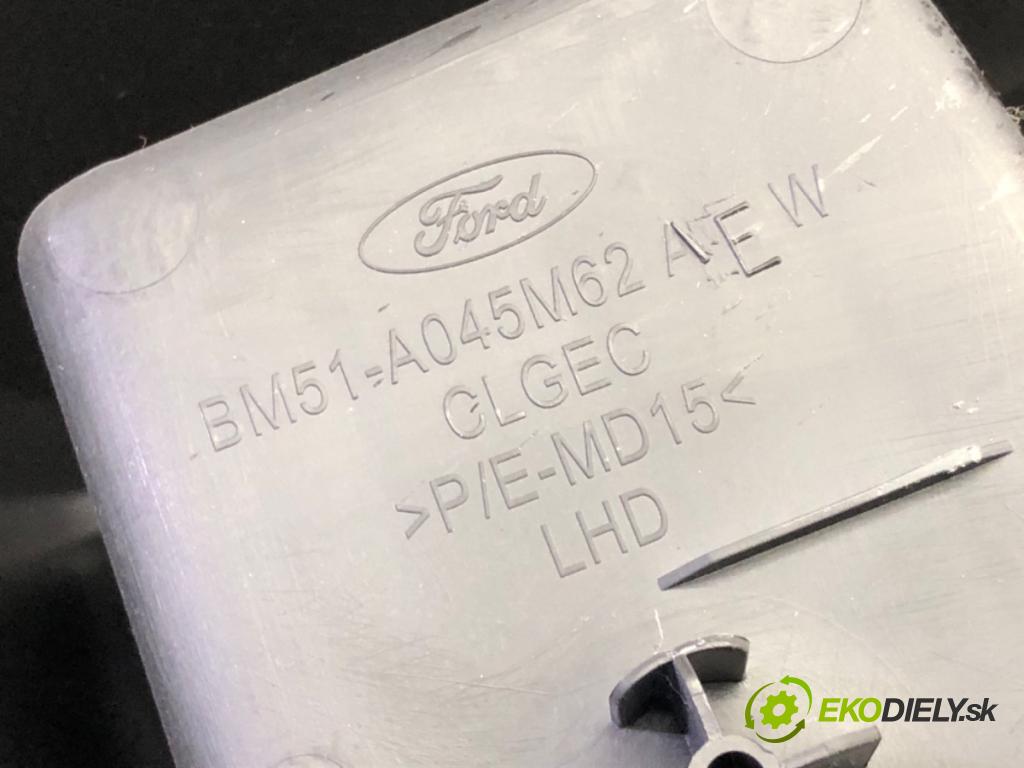 Ford
BM51-A045M62 AEW
CLGEC
>P/E-MD15<
LHD
EKODIELY.sk